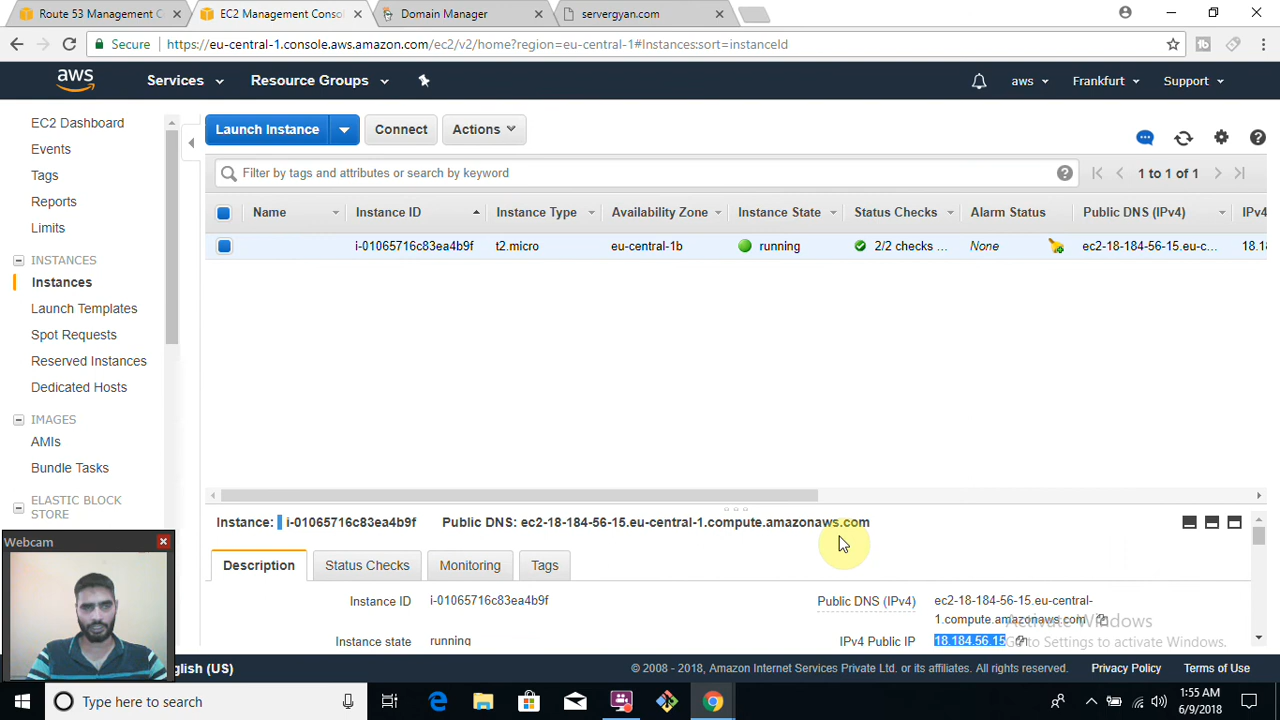 Route 53 Management C
EC2 Management Conso
Domain Manager
servergyan.com
Secure
https://eu-central-1.console.aws.amazon.com/ec2/v2/home?region=eu-central-1#Instances:sort=instanceId
aws
Services
Resource Groups
aws
Frankfurt
Support
EC2 Dashboard
Events
Tags
Reports
Limits
INSTANCES
Instances
Launch Templates
Spot Requests
Reserved Instances
Dedicated Hosts
IMAGES
AMIs
Bundle Tasks
ELASTIC BLOCK
STORE
Launch Instance
Connect
Actions
Filter by tags and attributes or search by keyword
1 to 1 of 1
Name
Instance ID
Instance Type
Availability Zone
Instance State
Status Checks
Alarm Status
Public DNS (IPv4)
IPv4
i-01065716c83ea4b9f
t2.micro
eu-central-1b
running
2/2 checks ...
None
ec2-18-184-56-15.eu-c...
18.1
Instance: i-01065716c83ea4b9f Public DNS: ec2-18-184-56-15.eu-central-1.compute.amazonaws.com
Description
Status Checks
Monitoring
Tags
Instance ID
i-01065716c83ea4b9f
Public DNS (IPv4)
ec2-18-184-56-15.eu-central-
1.compute.amazonaws.com
Instance state
running
IPv4 Public IP
18.184.56.15
Activate Windows
Go to Settings to activate Windows.
Webcam
glish (US)
© 2008 - 2018, Amazon Internet Services Private Ltd. or its affiliates. All rights reserved.
Privacy Policy
Terms of Use
Type here to search
1:55 AM
6/9/2018